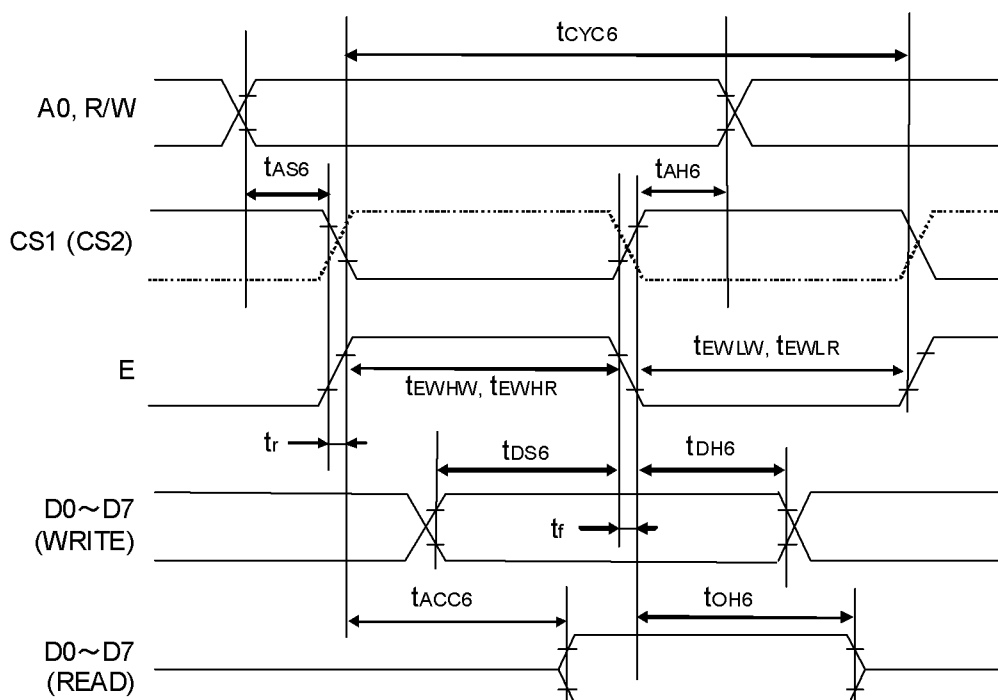 tCYC6
A0, R/W
tAS6
tAH6
CS1 (CS2)
E
tEWLW, tEWLR
tEWHW, tEWHR
tr
tDS6
tDH6
D0～D7
(WRITE)
tf
tACC6
tOH6
D0～D7
(READ)